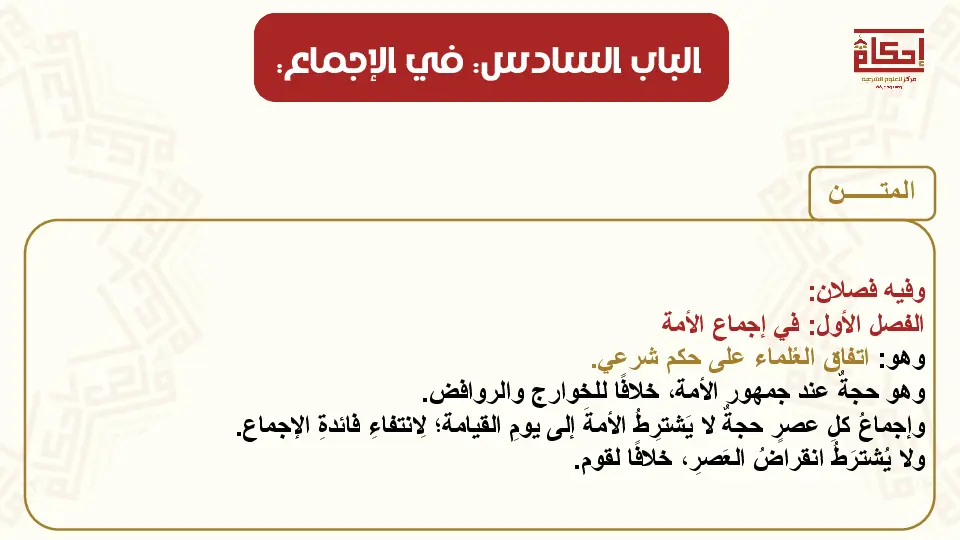 الباب السادس: في الإجماع:
إحكام
مركز للعلوم الشرعية
المتـــــن
وفيه فصلان:
الفصل الأول: في إجماع الأمة
وهو: اتفاق العُلماء على حكم شرعي.
وهو حجةٌ عند جمهور الأمة، خلافًا للخوارج والروافض.
وإجماعُ كلِ عصرٍ حجةٌ لا يَشترِطُ الأمةَ إلى يومِ القيامة؛ لِانتفاءِ فائدةِ الإجماع.
ولا يُشترَطُ انقراضُ العَصرِ، خلافًا لقوم.